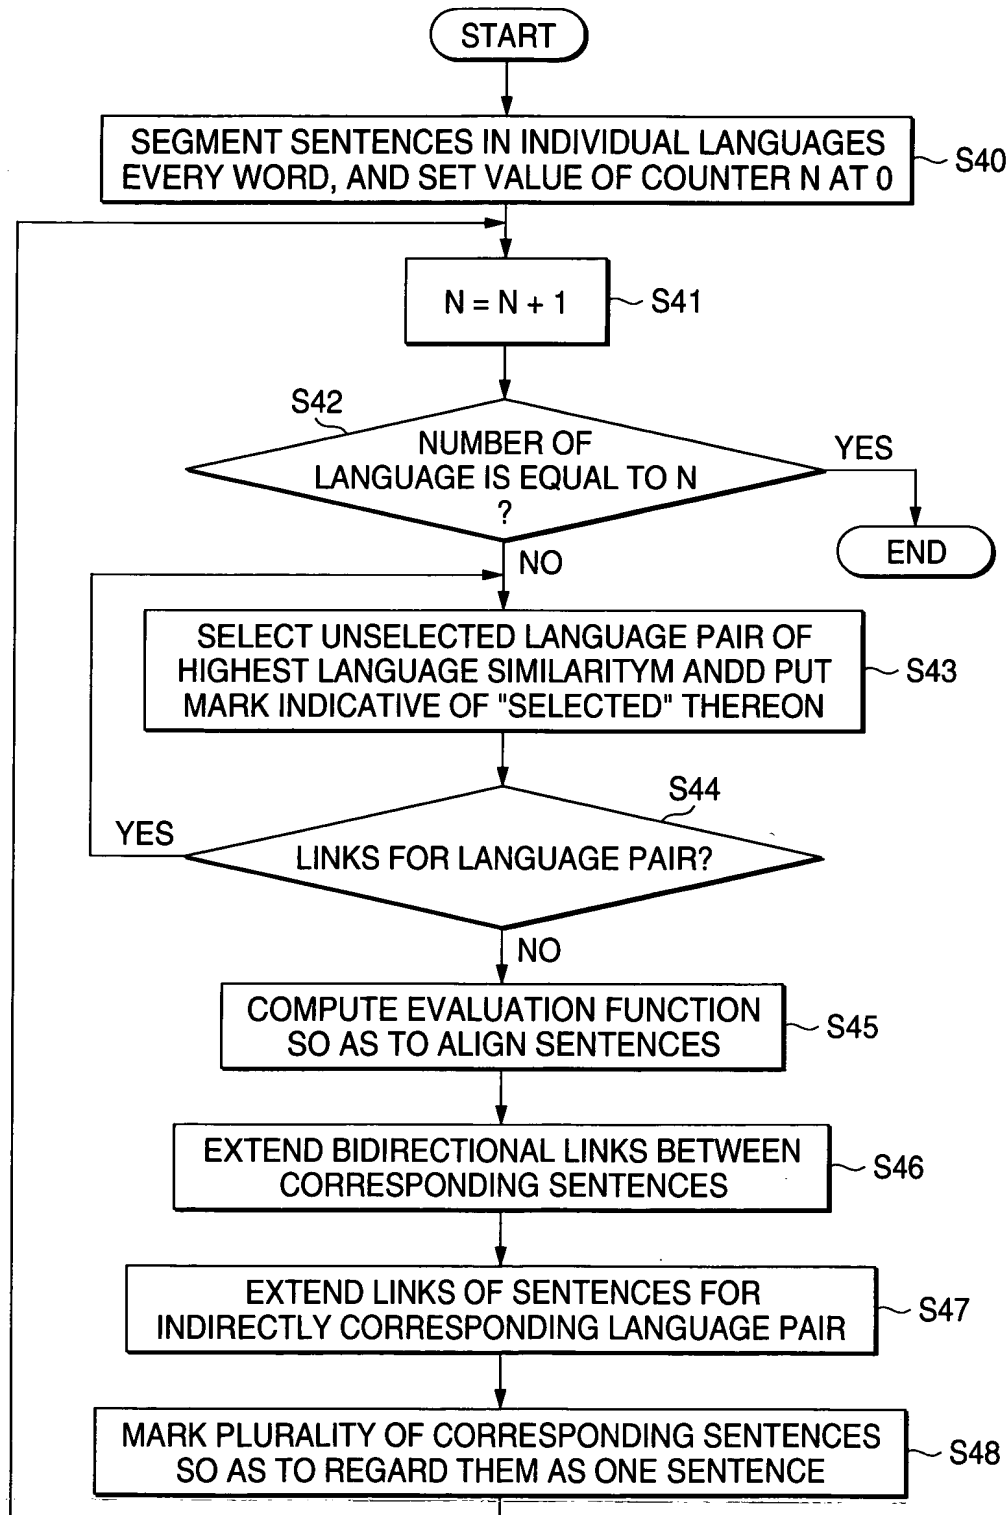 START
SEGMENT SENTENCES IN INDIVIDUAL LANGUAGES
EVERY WORD, AND SET VALUE OF COUNTER N AT 0
S40
N = N + 1
S41
S42
NUMBER OF
LANGUAGE IS EQUAL TO N
?
YES
END
NO
SELECT UNSELECTED LANGUAGE PAIR OF
HIGHEST LANGUAGE SIMILARITYM ANDD PUT
MARK INDICATIVE OF "SELECTED" THEREON
S43
S44
YES
LINKS FOR LANGUAGE PAIR?
NO
COMPUTE EVALUATION FUNCTION
SO AS TO ALIGN SENTENCES
S45
EXTEND BIDIRECTIONAL LINKS BETWEEN
CORRESPONDING SENTENCES
S46
EXTEND LINKS OF SENTENCES FOR
INDIRECTLY CORRESPONDING LANGUAGE PAIR
S47
MARK PLURALITY OF CORRESPONDING SENTENCES
SO AS TO REGARD THEM AS ONE SENTENCE
S48